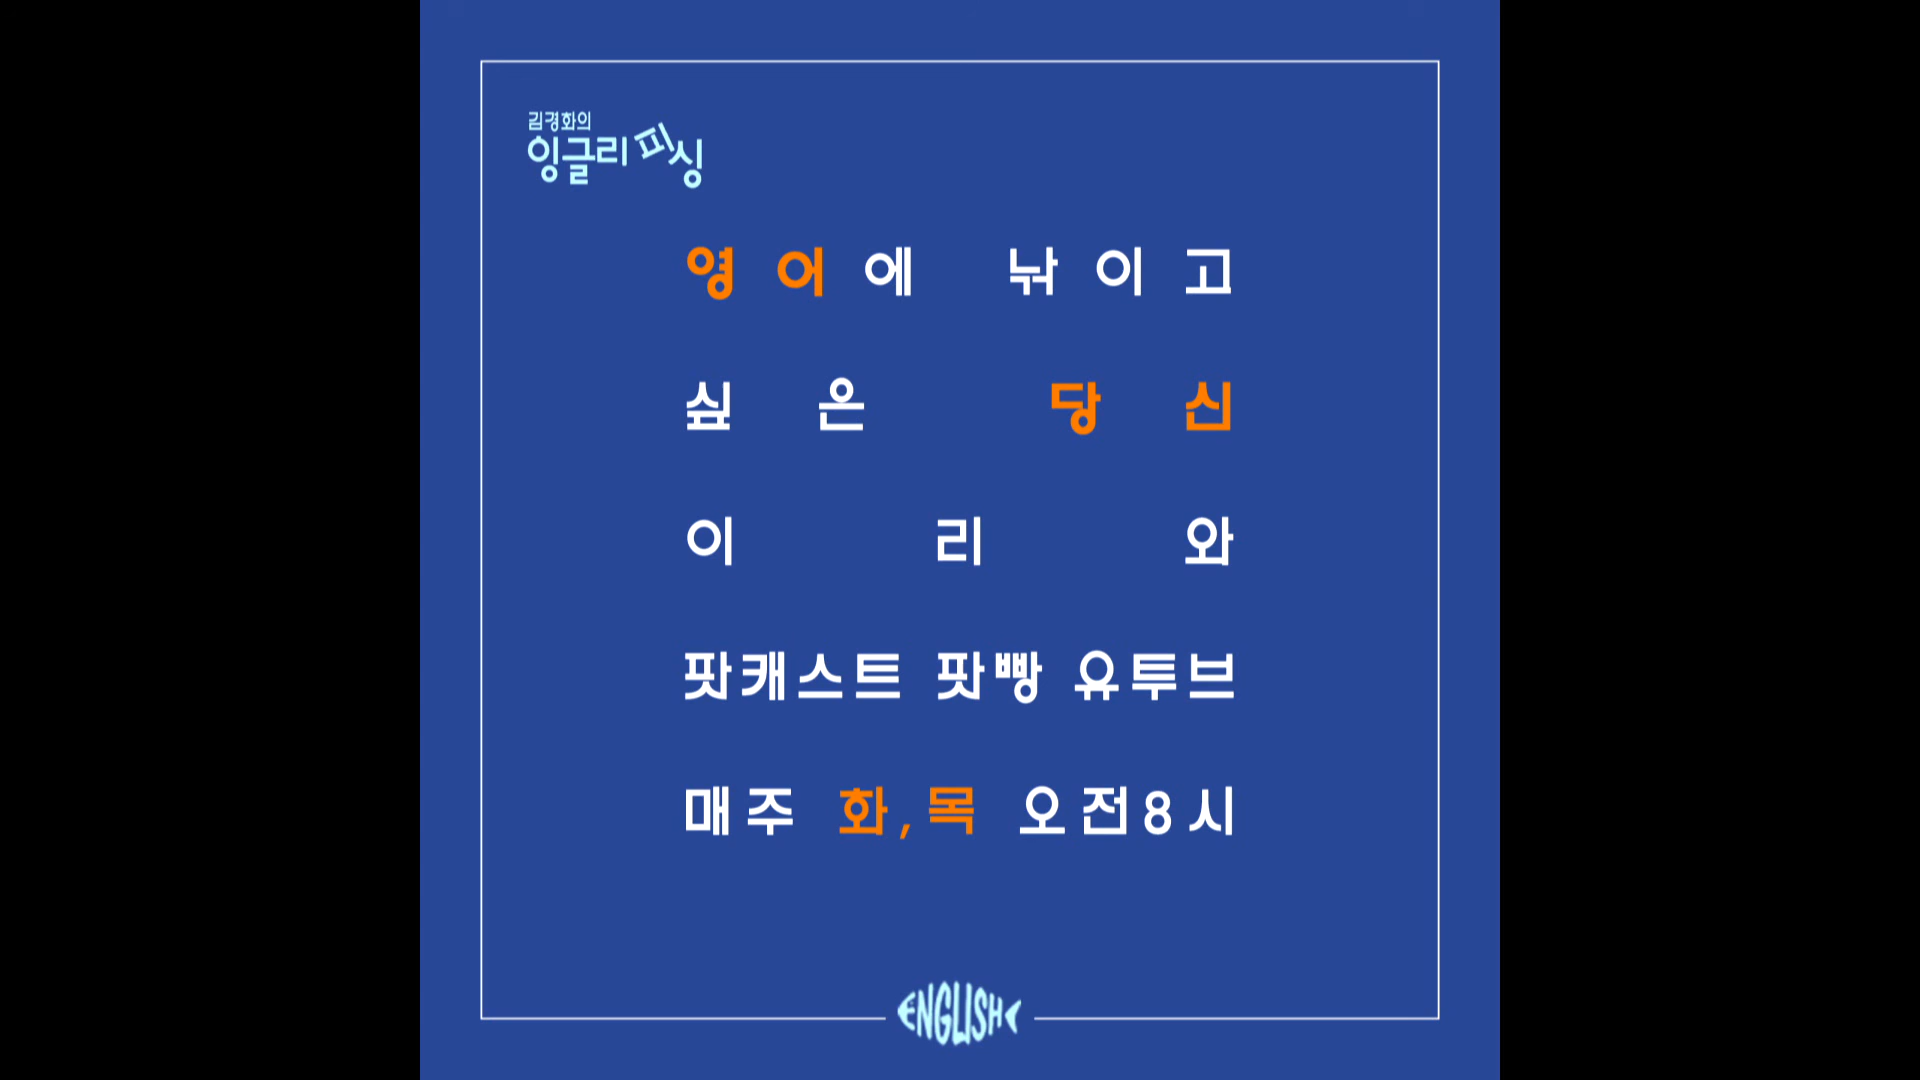 김경화의
잉글리피싱
영어에 낚이고
싶은 당신
이리와
팟캐스트 팟빵 유투브
매주 화,목 오전8시
ENGLISH